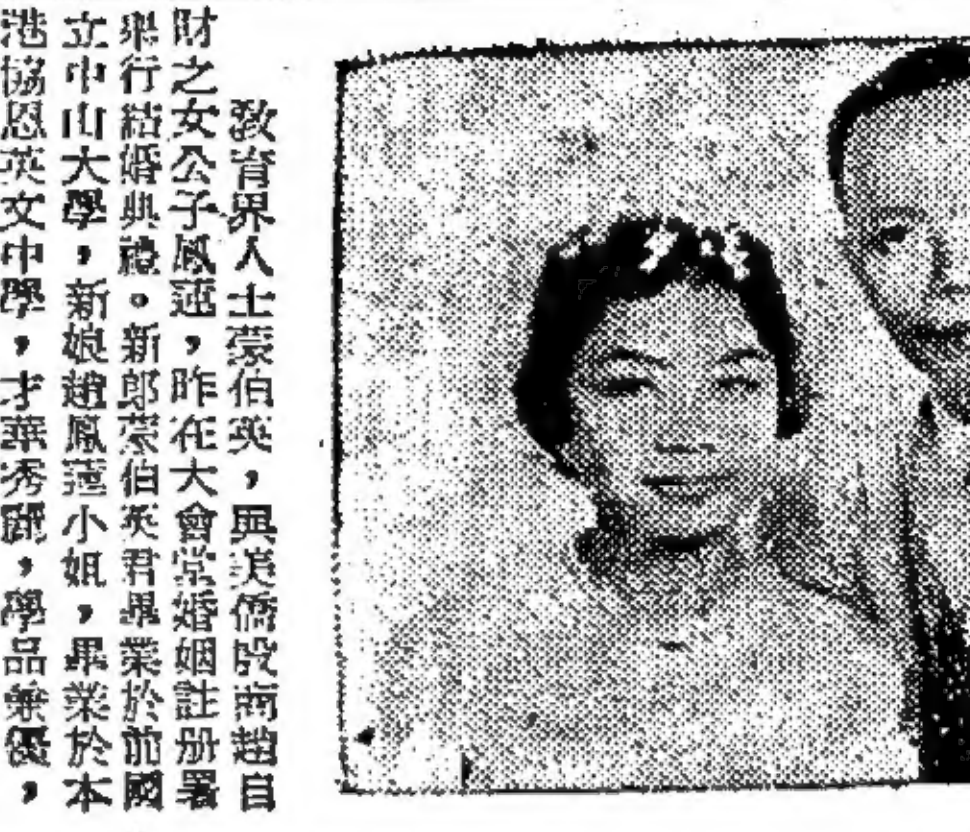 教育界人士蒙伯英，與美僑殷商趙自
財之女公子鳳蓮，昨在大會堂婚姻註册署
舉行結婚典禮。新郎蒙伯英君畢業於前國
立中山大學，新娘趙鳳蓮小姐，畢業於本
港協恩英文中學，才華秀麗，學品兼優，